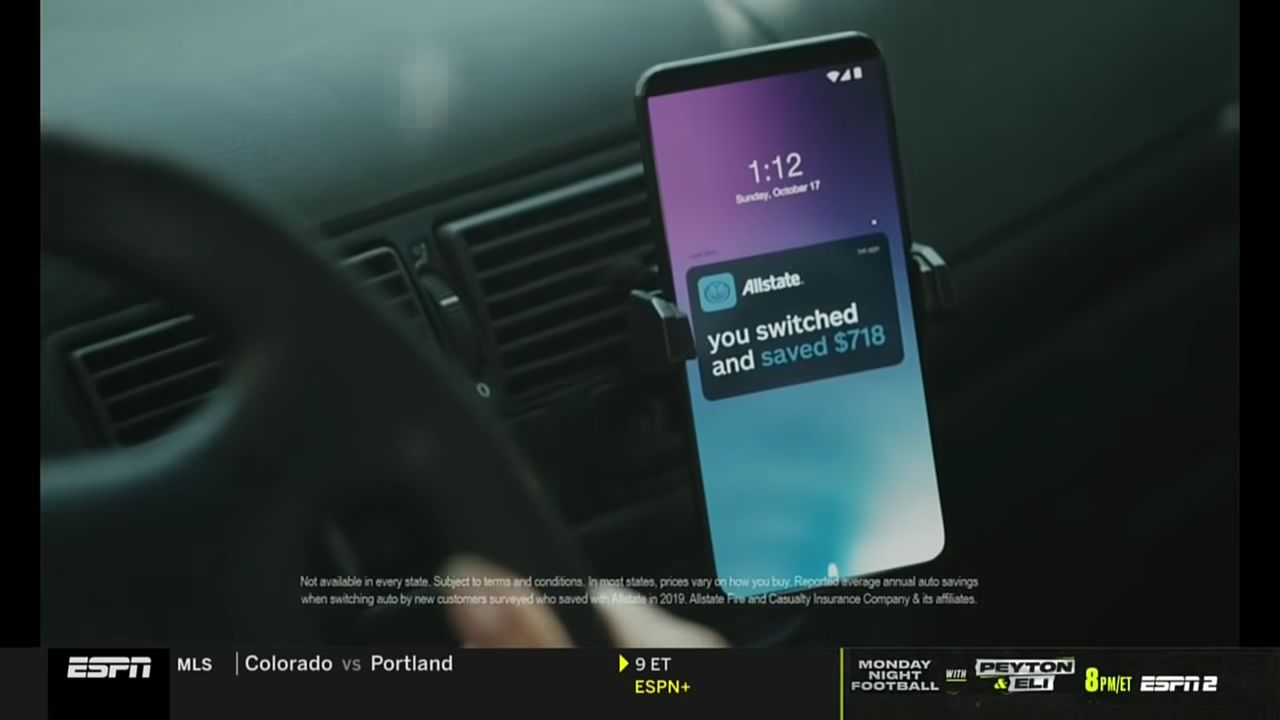 1:12
Sunday, October 17
1m ago
Allstate.
you switched
and saved $718
Not available in every state. Subject to terms and conditions. In most states, prices vary on how you buy. Reported average annual auto savings
when switching auto by new customers surveyed who saved with Allstate in 2019. Allstate Fire and Casualty Insurance Company & its affiliates.
ESPN MLS Colorado vs Portland 9 ET
ESPN+
MONDAY
NIGHT
FOOTBALL
WITH
PEYTON
& ELI
8PM/ET ESPN2